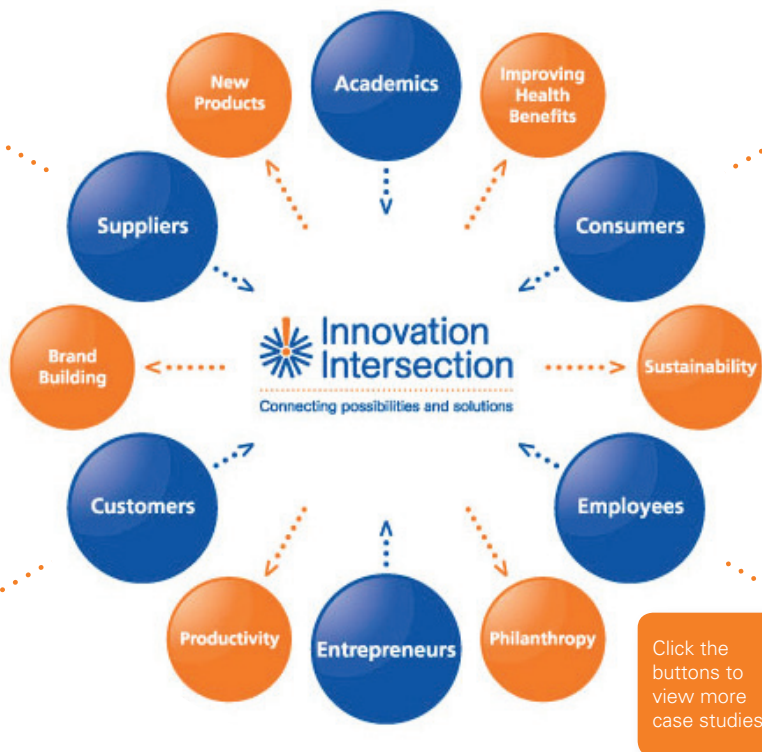 Academics
New
Products
Improving
Health
Benefits
Suppliers
Consumers
Innovation
Intersection
Connecting possibilities and solutions
Brand
Building
Sustainability
Customers
Employees
Productivity
Entrepreneurs
Philanthropy
Click the
buttons to
view more
case studies